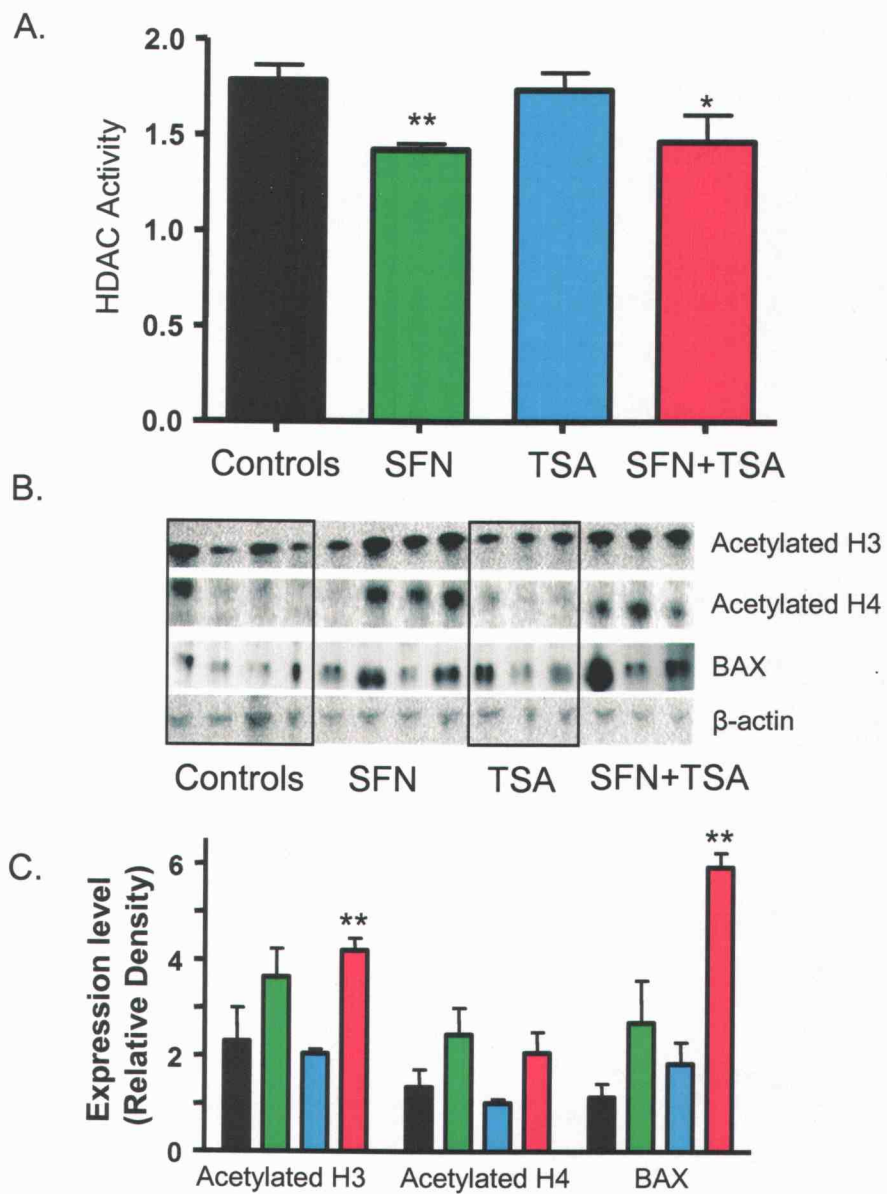 A.
2.0
1.5
1.0
0.5
0.0
HDAC Activity
**
*
Controls SFN TSA SFN+TSA
B.
Acetylated H3
Acetylated H4
BAX
β-actin
Controls SFN TSA SFN+TSA
C.
6
4
2
0
Expression level
(Relative Density)
**
**
Acetylated H3 Acetylated H4 BAX